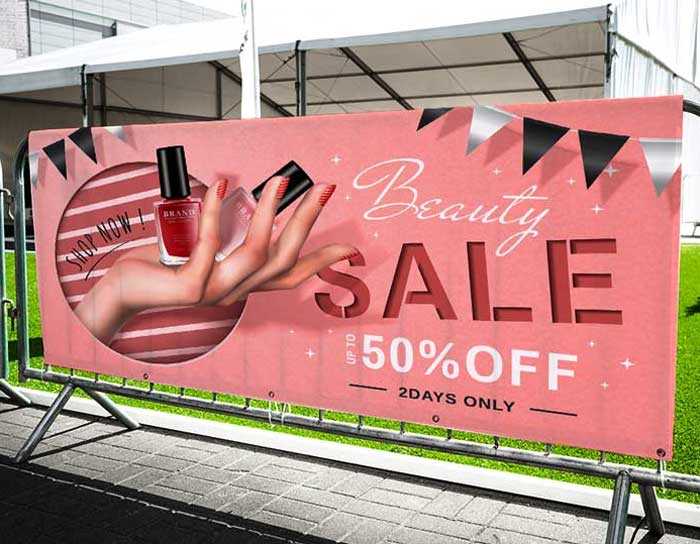 SHOP NOW!
BRAND
Beauty
SALE
UP TO
50%OFF
2DAYS ONLY